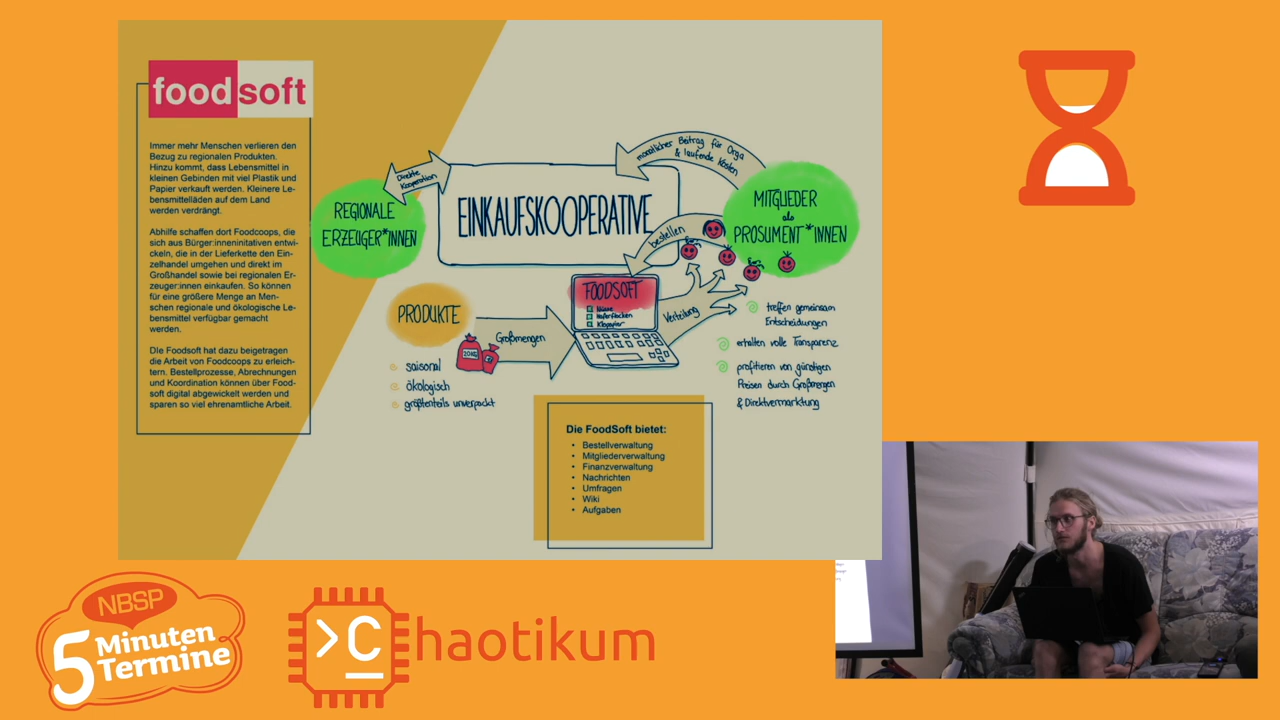 foodsoft
Immer mehr Menschen verlieren den
Bezug zu regionalen Produkten.
Hinzu kommt, dass Lebensmittel in
kleinen Gebinden mit viel Plastik und
Papier verkauft werden. Kleinere Le-
bensmittelläden auf dem Land
werden verdrängt.
Abhilfe schaffen dort Foodcoops, die
sich aus Bürger:inneninitativen entwi-
ckeln, die in der Lieferkette den Ein-
zelhandel umgehen und direkt im
Großhandel sowie bei regionalen Er-
zeuger:innen einkaufen. So können
für eine größere Menge an Men-
schen regionale und ökologische Le-
bensmittel verfügbar gemacht
werden.
Die Foodsoft hat dazu beigetragen
die Arbeit von Foodcoops zu erleich-
tern. Bestellprozesse, Abrechnungen
und Koordination können über Food-
soft digital abgewickelt werden und
sparen so viel ehrenamtliche Arbeit.
Direkte
Kooperation
REGIONALE
ERZEUGER*INNEN
EINKAUFSKOOPERATIVE
monatlicher Beitrag für Orga
& laufende Kosten
MITGLIEDER
als
PROSUMENT*INNEN
bestellen
FOODSOFT
Nüsse
Haferflocken
Klopapier
Verteilung
PRODUKTE
Großmengen
20KG
saisonal
ökologisch
größtenteils unverpackt
treffen gemeinsam
Entscheidungen
erhalten volle Transparenz
profitieren von günstigen
Preisen durch Großmengen
& Direktvermarktung
Die FoodSoft bietet:
• Bestellverwaltung
• Mitgliederverwaltung
• Finanzverwaltung
• Nachrichten
• Umfragen
• Wiki
• Aufgaben
NBSP
5 Minuten
Termine
>C_haotikum